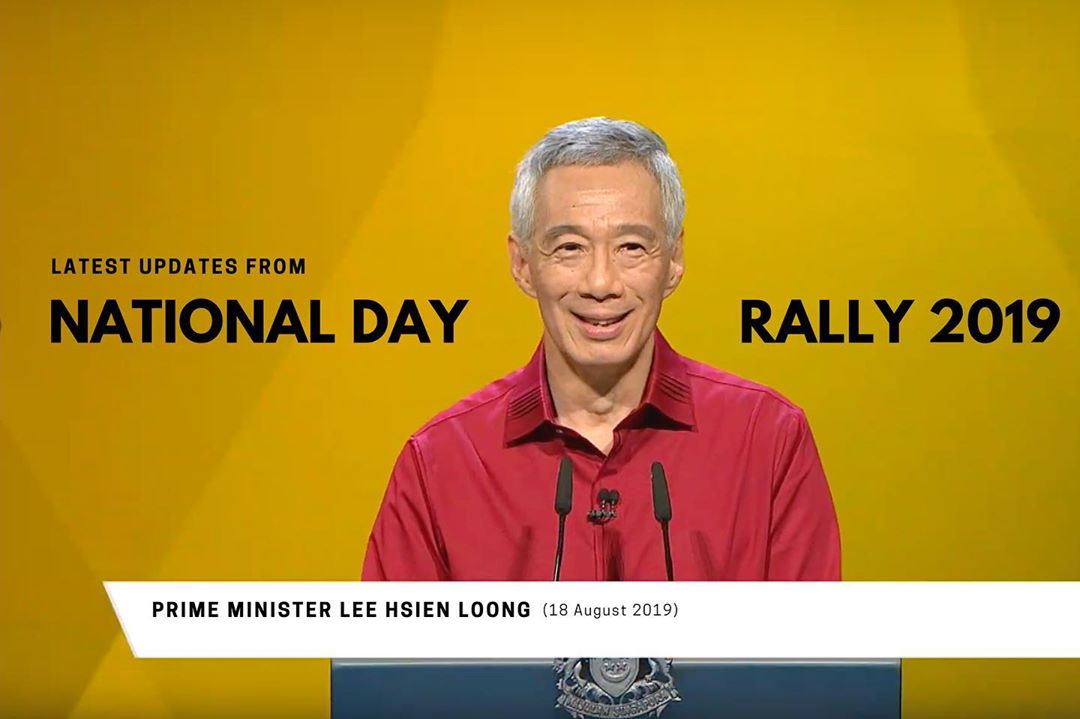 LATEST UPDATES FROM
NATIONAL DAY RALLY 2019
PRIME MINISTER LEE HSIEN LOONG (18 August 2019)